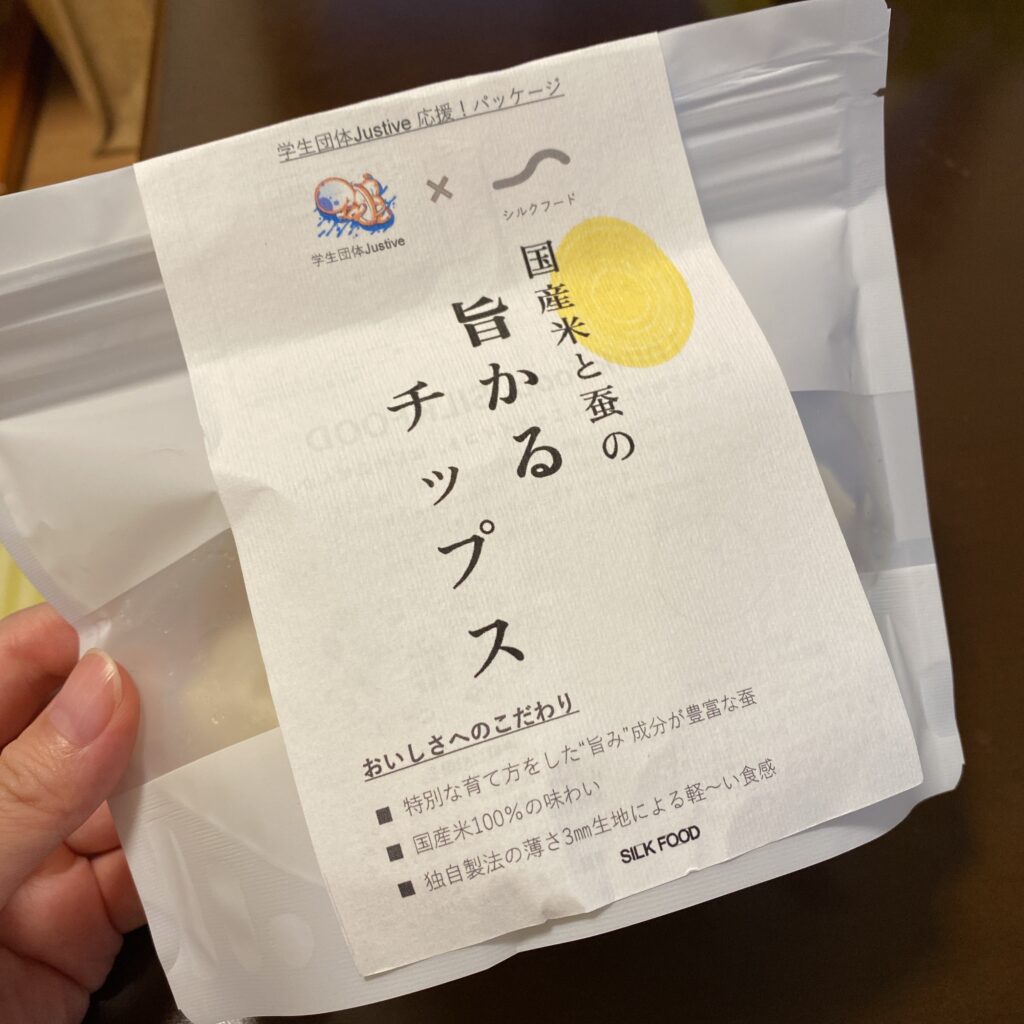 学生団体Justive 応援！パッケージ
×
学生団体Justive
シルクフード
国産米と蚕の
旨かる
チップス
おいしさへのこだわり
■ 特別な育て方をした“旨み”成分が豊富な蚕
■ 国産米100％の味わい
■ 独自製法の薄さ3㎜生地による軽～い食感
SILK FOOD